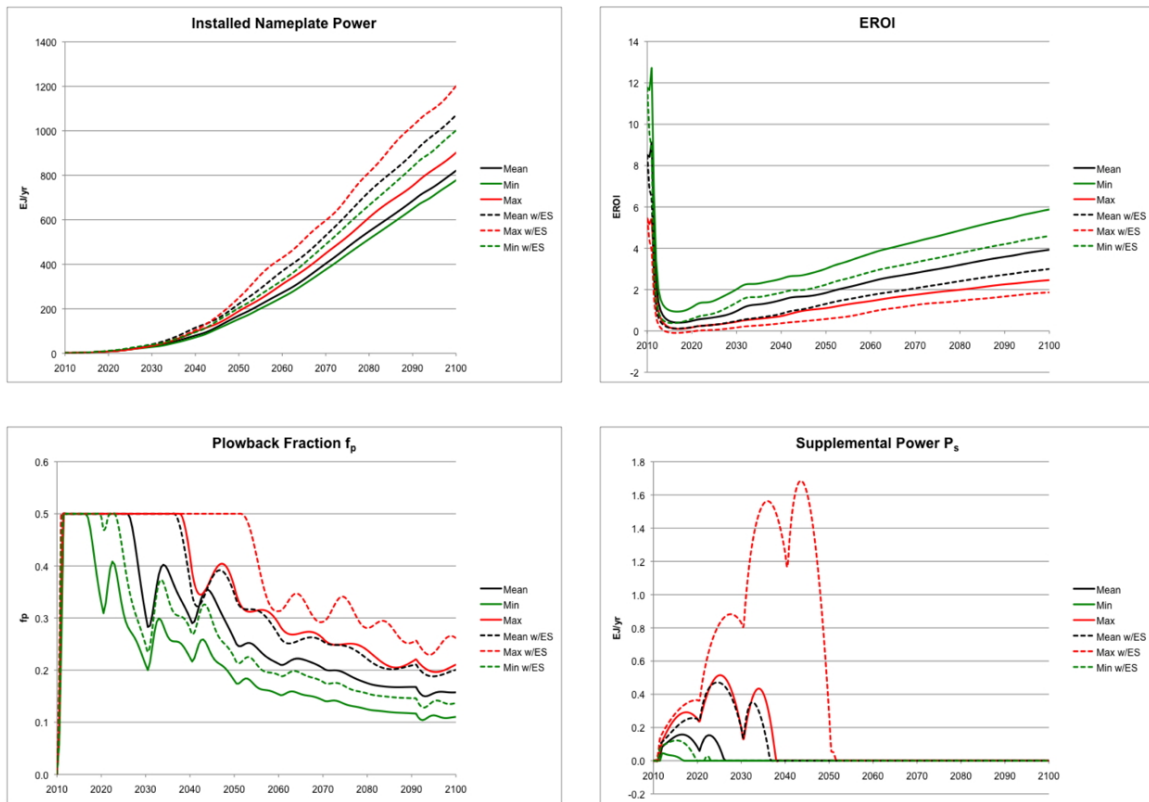 Installed Nameplate Power
1400
1200
1000
800
600
400
200
0
EJ/yr
2010 2020 2030 2040 2050 2060 2070 2080 2090 2100
Mean
Min
Max
Mean w/ES
Max w/ES
Min w/ES
EROI
14
12
10
8
6
4
2
0
-2
EROI
2010 2020 2030 2040 2050 2060 2070 2080 2090 2100
Mean
Min
Max
Mean w/ES
Max w/ES
Min w/ES
Plowback Fraction fp
0.6
0.5
0.4
0.3
0.2
0.1
0.0
fp
2010 2020 2030 2040 2050 2060 2070 2080 2090 2100
Mean
Min
Max
Mean w/ES
Max w/ES
Min w/ES
Supplemental Power Ps
1.8
1.6
1.4
1.2
1.0
0.8
0.6
0.4
0.2
0.0
-0.2
EJ/yr
2010 2020 2030 2040 2050 2060 2070 2080 2090 2100
Mean
Min
Max
Mean w/ES
Max w/ES
Min w/ES